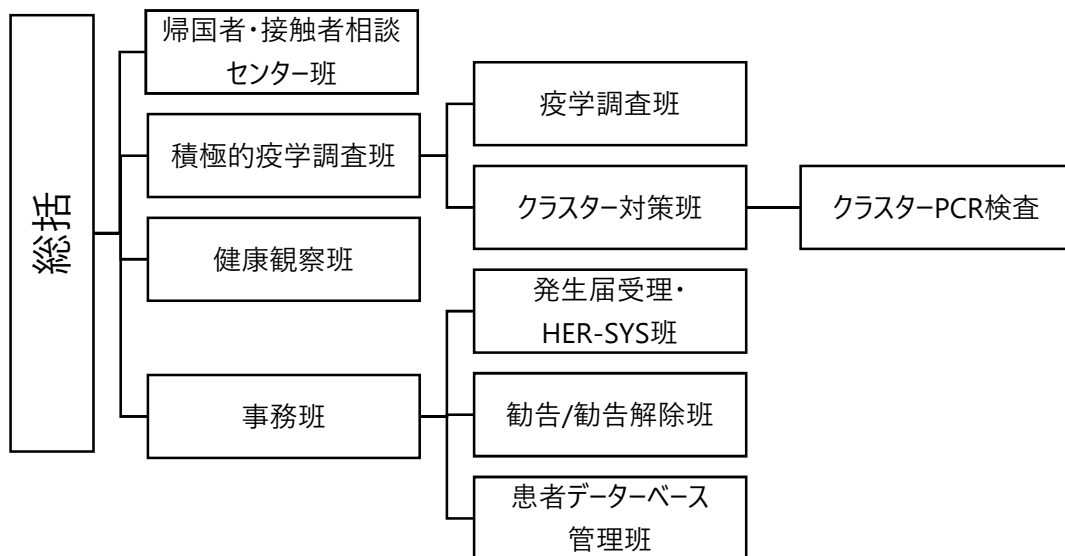 総括
帰国者・接触者相談
センター班
積極的疫学調査班
健康観察班
事務班
疫学調査班
クラスター対策班
クラスターPCR検査
発生届受理・
HER-SYS班
勧告/勧告解除班
患者データーベース
管理班